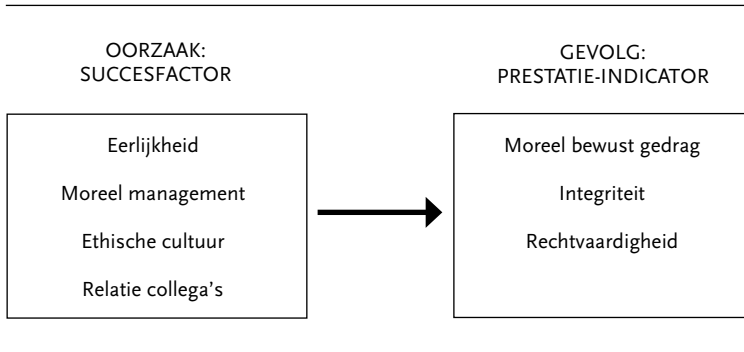 OORZAAK:
SUCCESFACTOR
Eerlijkheid
Moreel management
Ethische cultuur
Relatie collega's
GEVOLG:
PRESTATIE-INDICATOR
Moreel bewust gedrag
Integriteit
Rechtvaardigheid